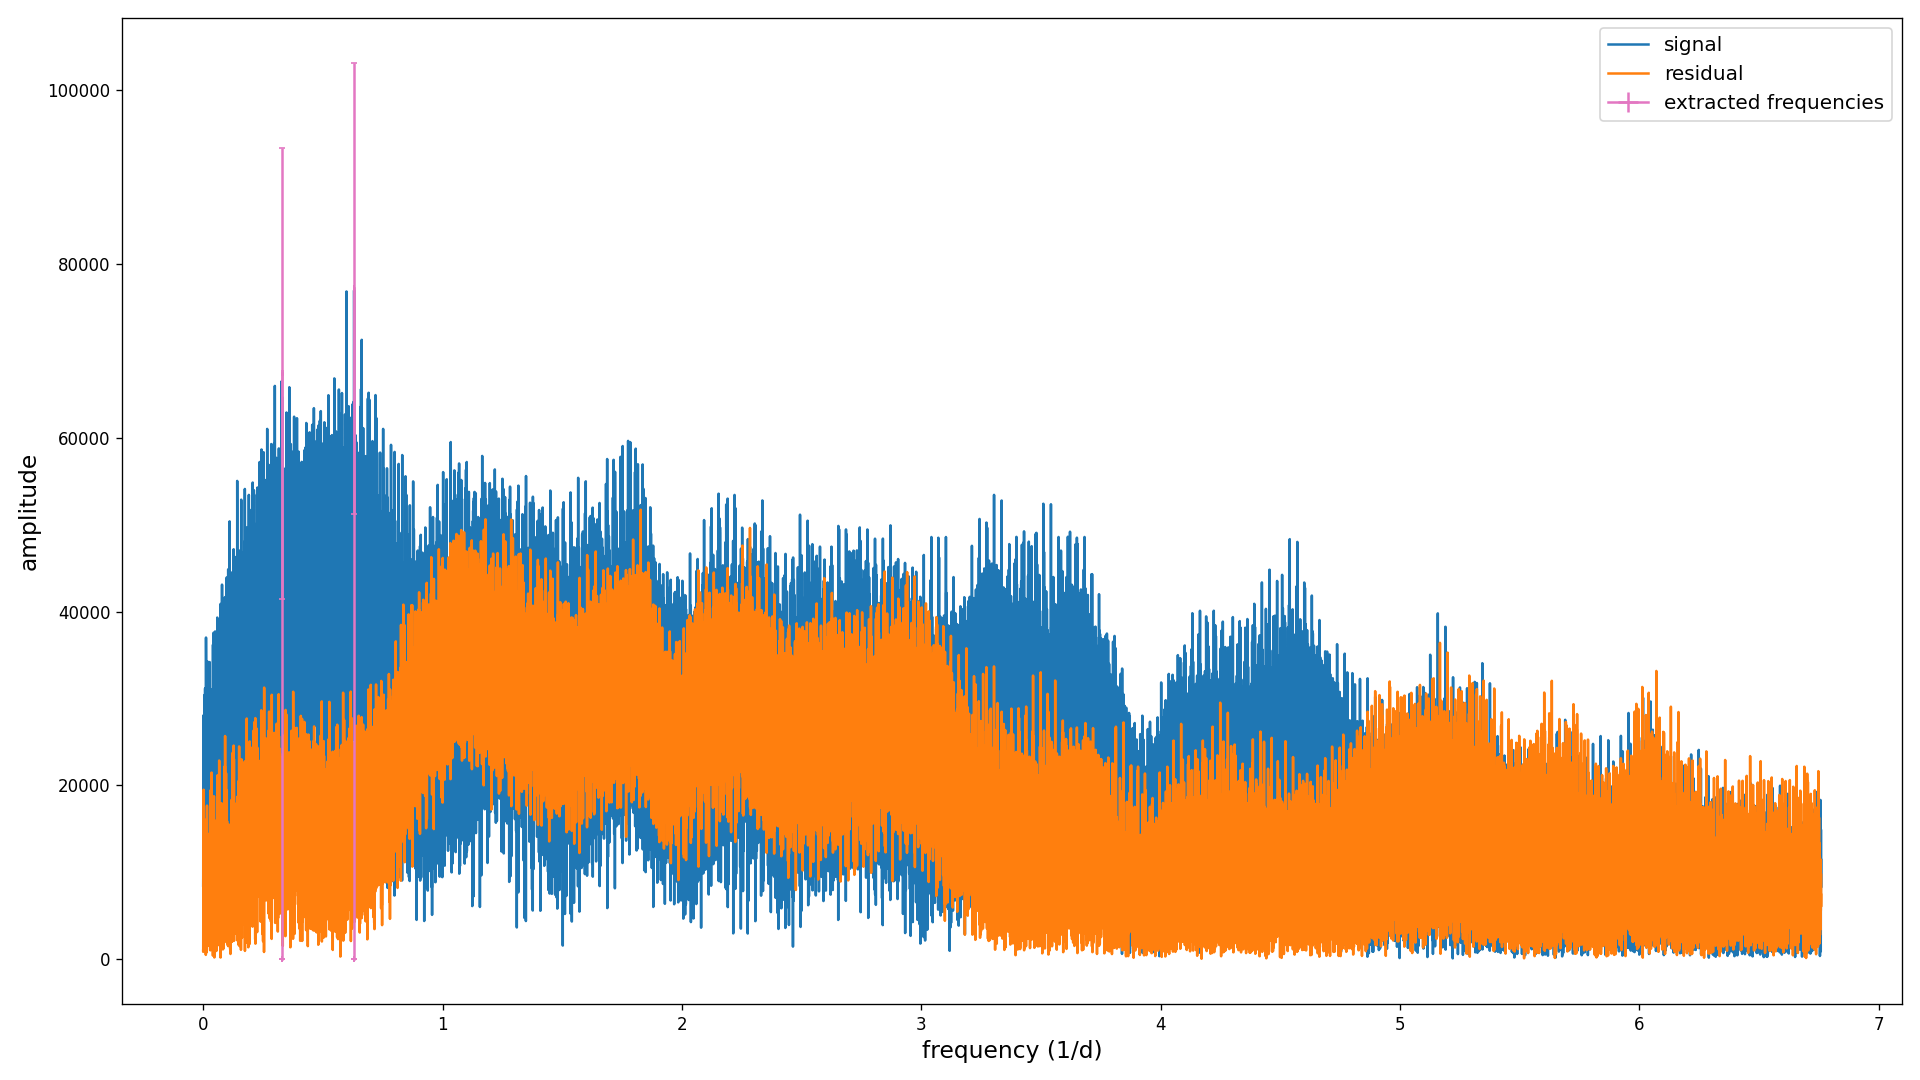 signal
residual
extracted frequencies
100000
80000
60000
40000
20000
0
amplitude
0 1 2 3 4 5 6 7
frequency (1/d)